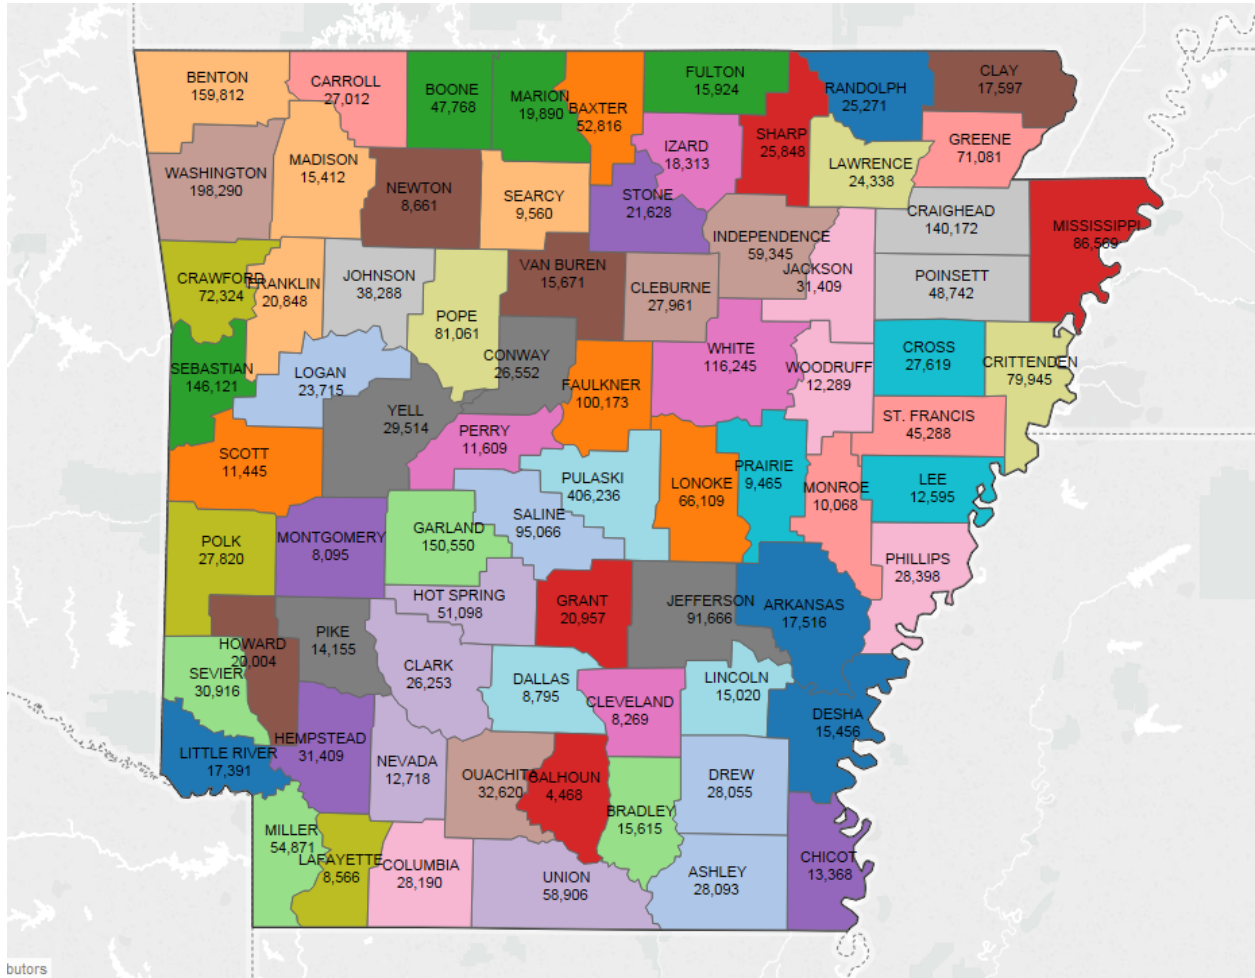 BENTON
159,812
CARROLL
27,012
BOONE
47,768
MARION
19,890
BAXTER
52,816
FULTON
15,924
RANDOLPH
25,271
CLAY
17,597
SHARP
25,848
GREENE
71,081
IZARD
18,313
LAWRENCE
24,338
WASHINGTON
198,290
MADISON
15,412
NEWTON
8,661
SEARCY
9,560
STONE
21,628
INDEPENDENCE
59,345
JACKSON
31,409
CRAIGHEAD
140,172
MISSISSIPPI
86,569
POINSETT
48,742
CRAWFORD
72,324
FRANKLIN
20,848
JOHNSON
38,288
POPE
81,061
VAN BUREN
15,671
CLEBURNE
27,961
SEBASTIAN
146,121
LOGAN
23,715
CONWAY
26,552
FAULKNER
100,173
WHITE
116,245
WOODRUFF
12,289
CROSS
27,619
CRITTENDEN
79,945
YELL
29,514
PERRY
11,609
ST. FRANCIS
45,288
SCOTT
11,445
PULASKI
406,236
LONOKE
66,109
PRAIRIE
9,465
MONROE
10,068
LEE
12,595
POLK
27,820
MONTGOMERY
8,095
GARLAND
150,550
SALINE
95,066
PHILLIPS
28,398
HOT SPRING
51,098
GRANT
20,957
JEFFERSON
91,666
ARKANSAS
17,516
HOWARD
20,004
PIKE
14,155
SEVIER
30,916
CLARK
26,253
DALLAS
8,795
CLEVELAND
8,269
LINCOLN
15,020
DESHA
15,456
LITTLE RIVER
17,391
HEMPSTEAD
31,409
NEVADA
12,718
OUACHITA
32,620
CALHOUN
4,468
BRADLEY
15,615
DREW
28,055
MILLER
54,871
LAFAYETTE
8,566
COLUMBIA
28,190
UNION
58,906
ASHLEY
28,093
CHICOT
13,368
butors